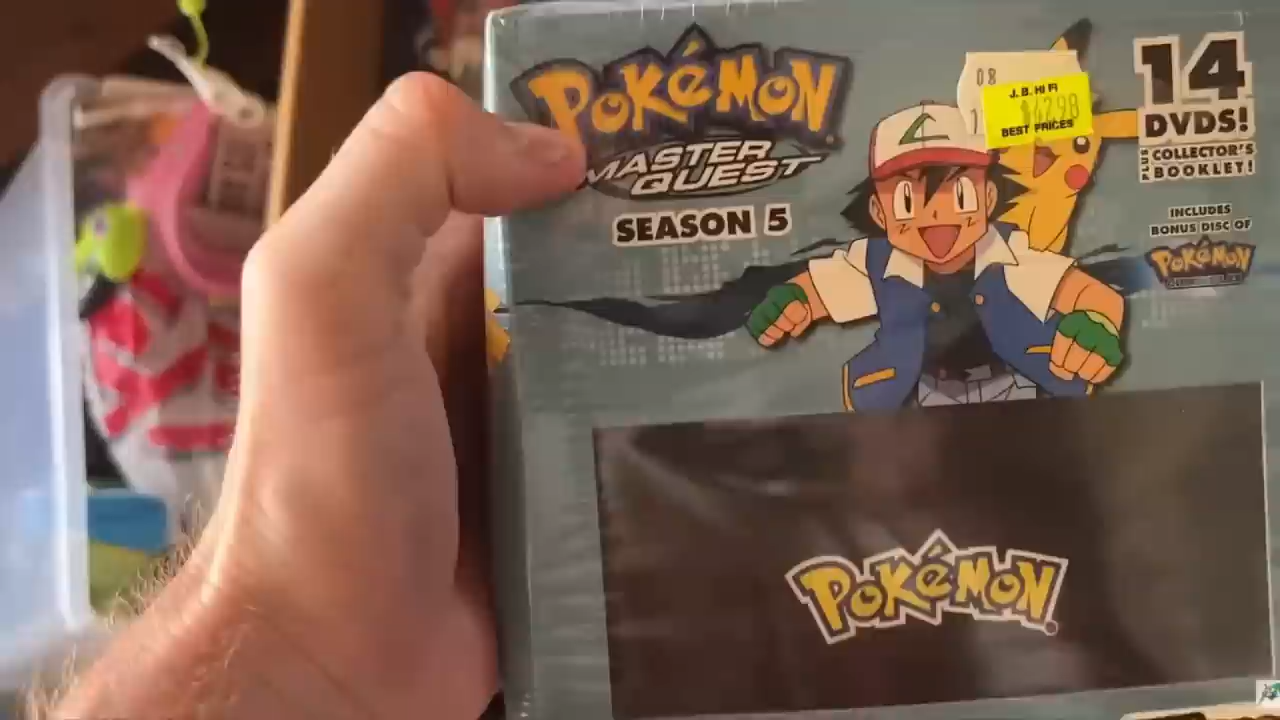 POKéMON
MASTER
QUEST
SEASON 5
08
J.B. HI FI
BEST PRICES
14
DVDS!
PLUS COLLECTOR'S
BOOKLET!
INCLUDES
BONUS DISC OF
POKéMON
POKéMON